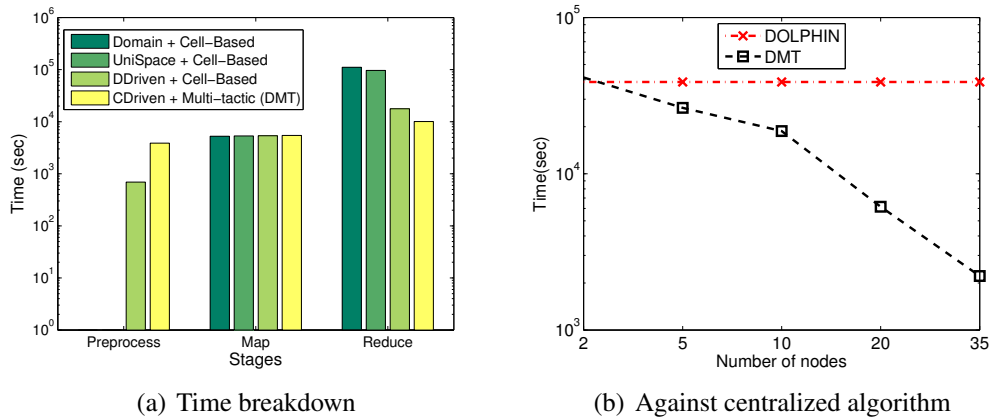 10^6
10^5
10^4
10^3
10^2
10^1
10^0
Time (sec)
Domain + Cell-Based
UniSpace + Cell-Based
DDriven + Cell-Based
CDriven + Multi-tactic (DMT)
Preprocess Map Reduce
Stages
(a) Time breakdown
10^5
10^4
10^3
Time(sec)
DOLPHIN
DMT
2 5 10 20 35
Number of nodes
(b) Against centralized algorithm